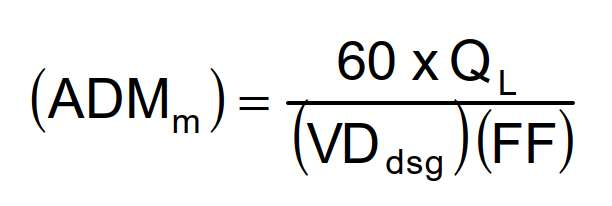 (ADMm) = 60 x QL
(VDdsg)(FF)